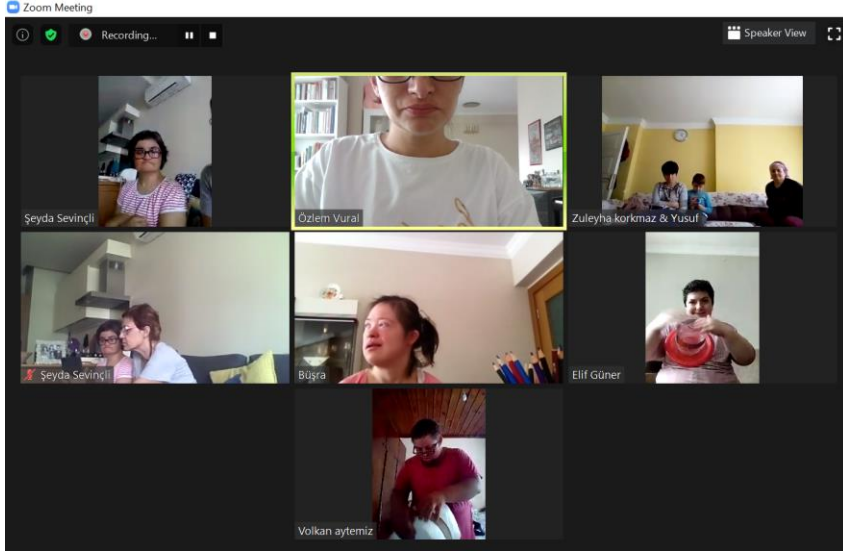 Zoom Meeting
Recording...
Speaker View
Şeyda Sevinçli
Özlem Vural
Zuleyha korkmaz & Yusuf
Şeyda Sevinçli
Büşra
Elif Güner
Volkan aytemiz